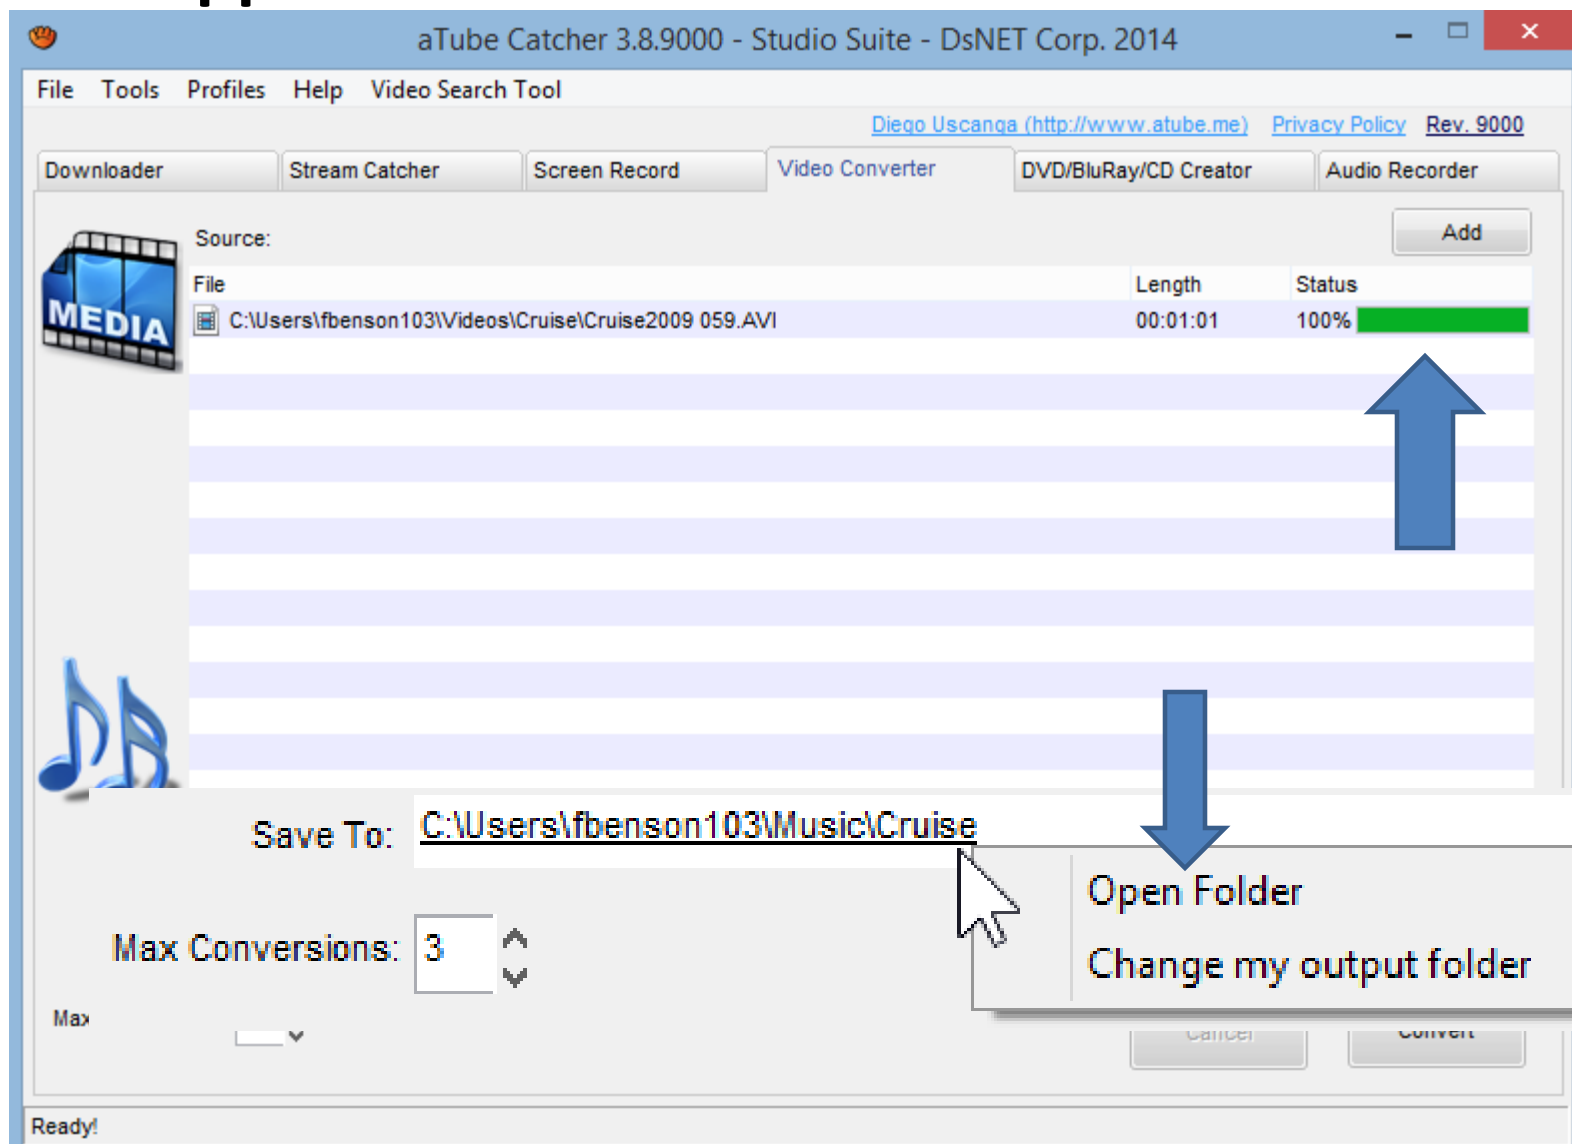 aTube Catcher 3.8.9000 - Studio Suite - DsNET Corp. 2014
File Tools Profiles Help Video Search Tool
Diego Uscanga (http://www.atube.me) Privacy Policy Rev. 9000
Downloader Stream Catcher Screen Record Video Converter DVD/BluRay/CD Creator Audio Recorder
Source: Add
File Length Status
MEDIA
C:\Users\fbenson103\Videos\Cruise\Cruise2009 059.AVI 00:01:01 100%
Save To: C:\Users\fbenson103\Music\Cruise
Open Folder
Max Conversions: 3
Change my output folder
Max
Cancel Convert
Ready!